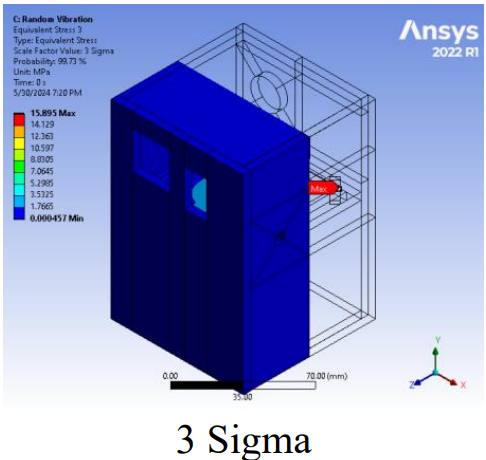 C: Random Vibration
Equivalent Stress 3
Type: Equivalent Stress
Scale Factor Value: 3 Sigma
Probability: 99.73 %
Unit: MPa
Time: 0 s
5/30/2024 7:20 PM
15.895 Max
14.129
12.363
10.597
8.8305
7.0645
5.2985
3.5325
1.7665
0.000457 Min
Ansys
2022 R1
Max
0.00
70.00 (mm)
35.00
Y
Z
X
3 Sigma